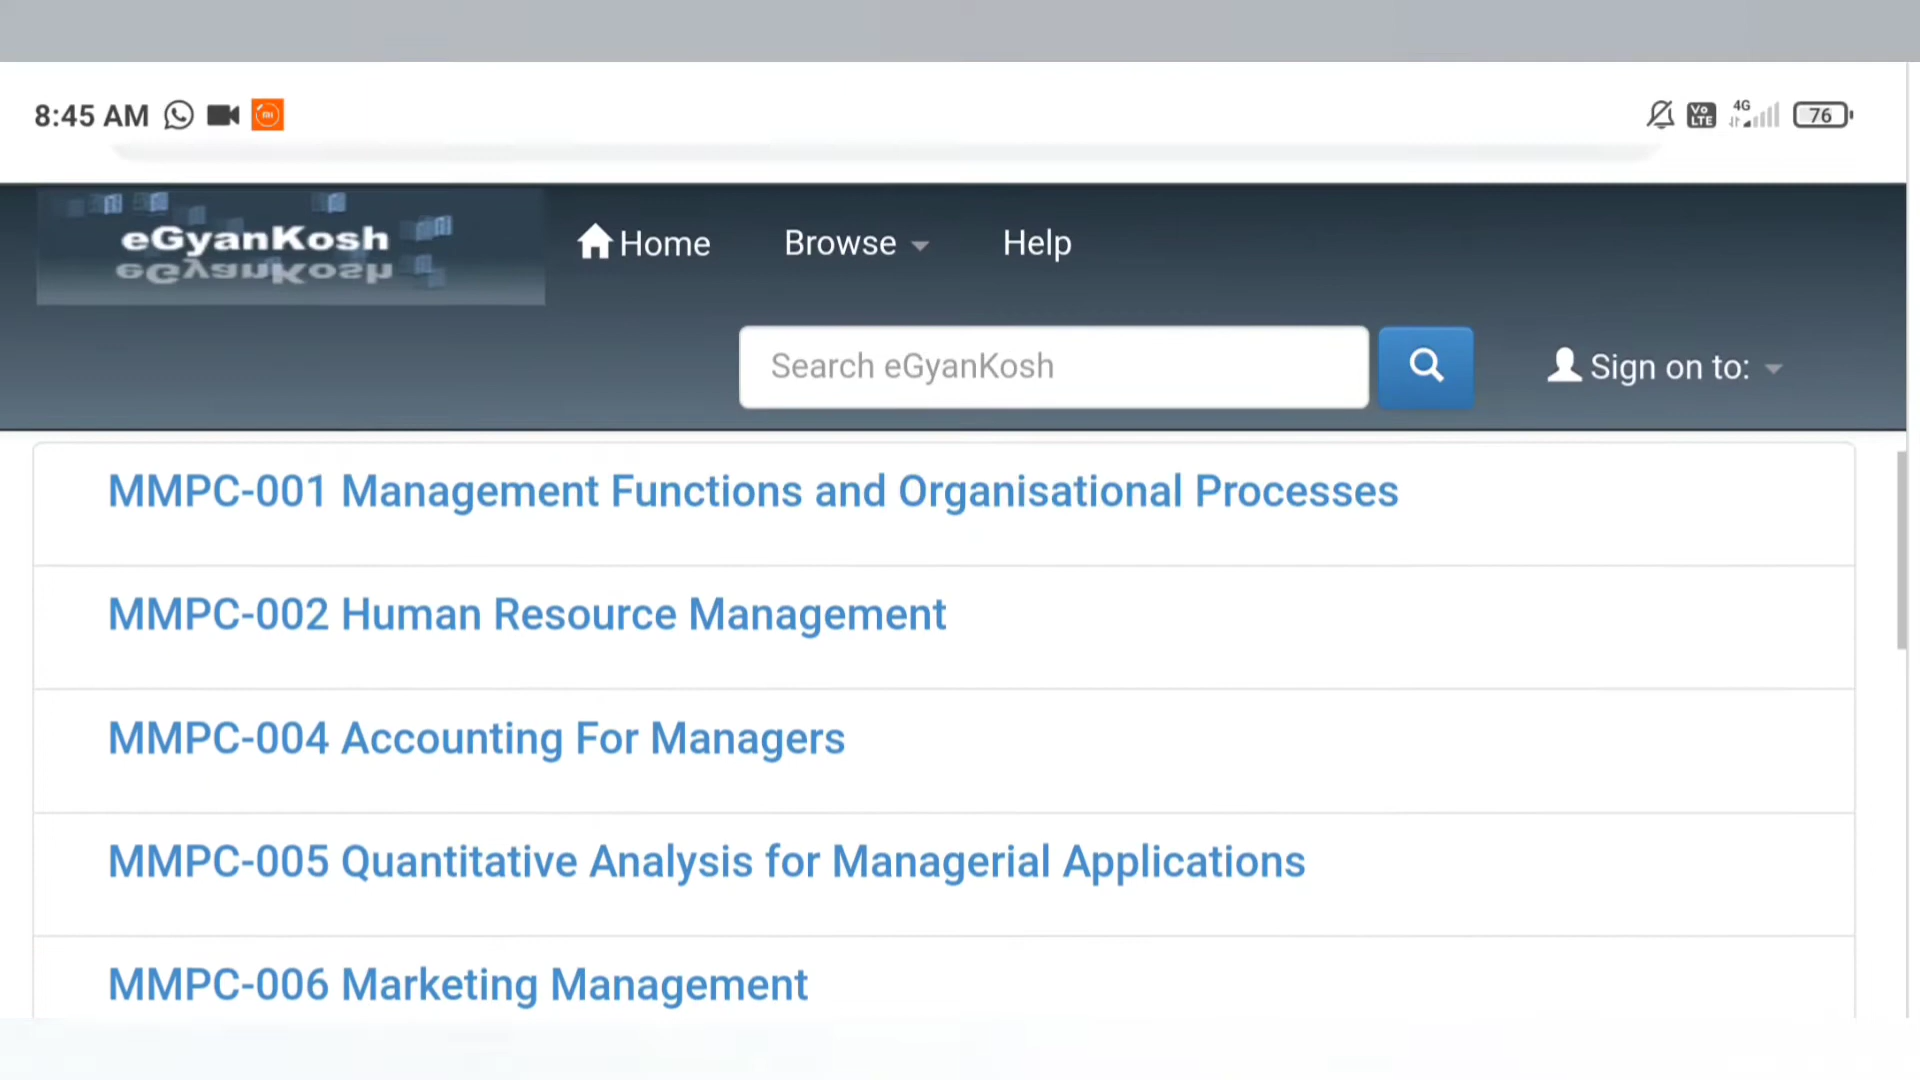 8:45 AM
Vo LTE 4G 76
eGyanKosh
Home Browse Help
Search eGyanKosh
Sign on to:
MMPC-001 Management Functions and Organisational Processes
MMPC-002 Human Resource Management
MMPC-004 Accounting For Managers
MMPC-005 Quantitative Analysis for Managerial Applications
MMPC-006 Marketing Management